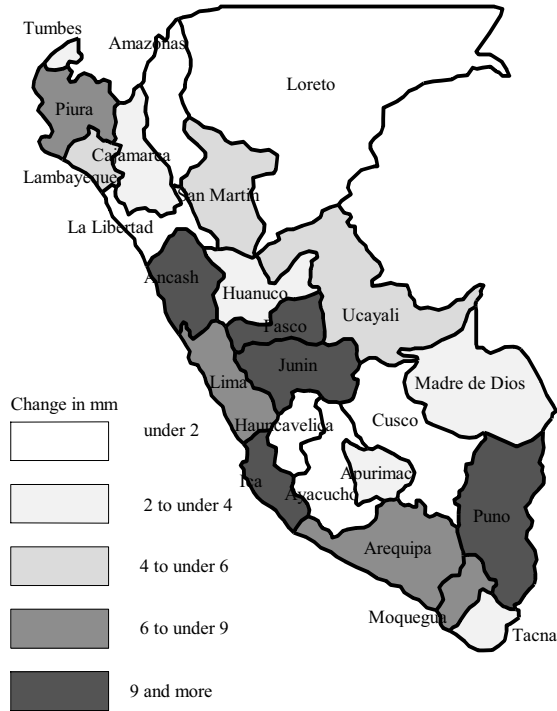 Tumbes
Amazonas
Loreto
Piura
Cajamarca
Lambayeque
San Martin
La Libertad
Ancash
Huanuco
Ucayali
Pasco
Junin
Lima
Madre de Dios
Change in mm
under 2
Cusco
Hauncavelica
Apurimac
Ica
Ayacucho
2 to under 4
Puno
Arequipa
4 to under 6
Moquegua
6 to under 9
Tacna
9 and more